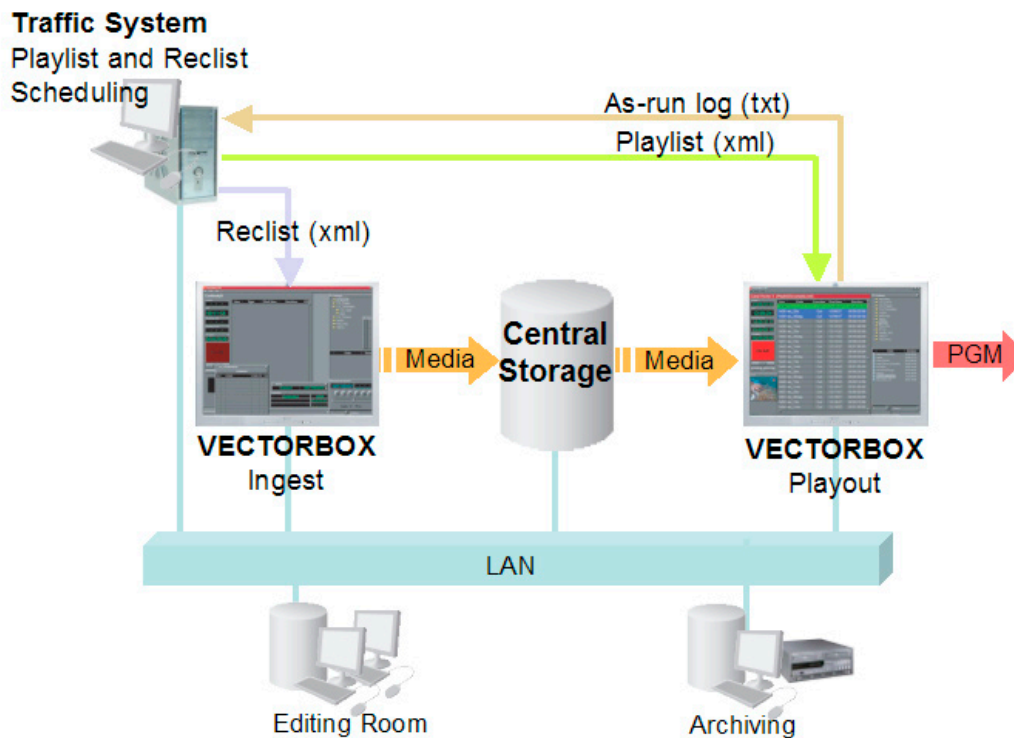 Traffic System
Playlist and Reclist
Scheduling
As-run log (txt)
Playlist (xml)
Reclist (xml)
Media
Central
Storage
Media
PGM
VECTORBOX
Ingest
VECTORBOX
Playout
LAN
Editing Room
Archiving